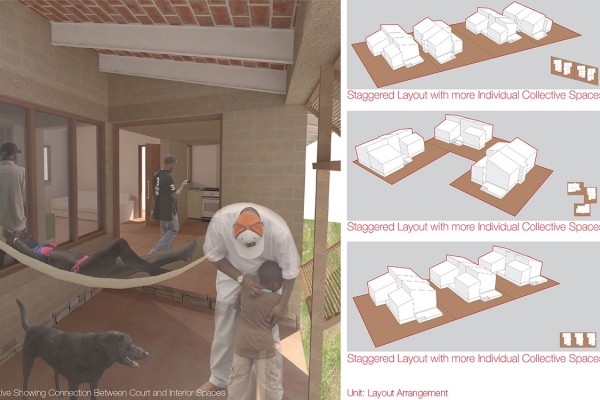 Staggered Layout with more Individual Collective Spaces
Staggered Layout with more Individual Collective Spaces
Staggered Layout with more Individual Collective Spaces
Unit: Layout Arrangement
Showing Connection Between Court and Interior Spaces